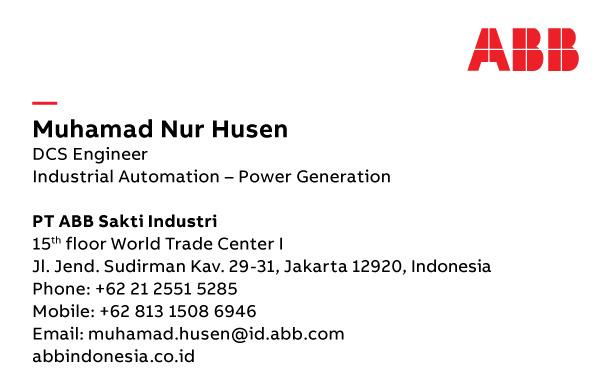 ABB
Muhamad Nur Husen
DCS Engineer
Industrial Automation – Power Generation
PT ABB Sakti Industri
15th floor World Trade Center I
Jl. Jend. Sudirman Kav. 29-31, Jakarta 12920, Indonesia
Phone: +62 21 2551 5285
Mobile: +62 813 1508 6946
Email: muhamad.husen@id.abb.com
abbindonesia.co.id